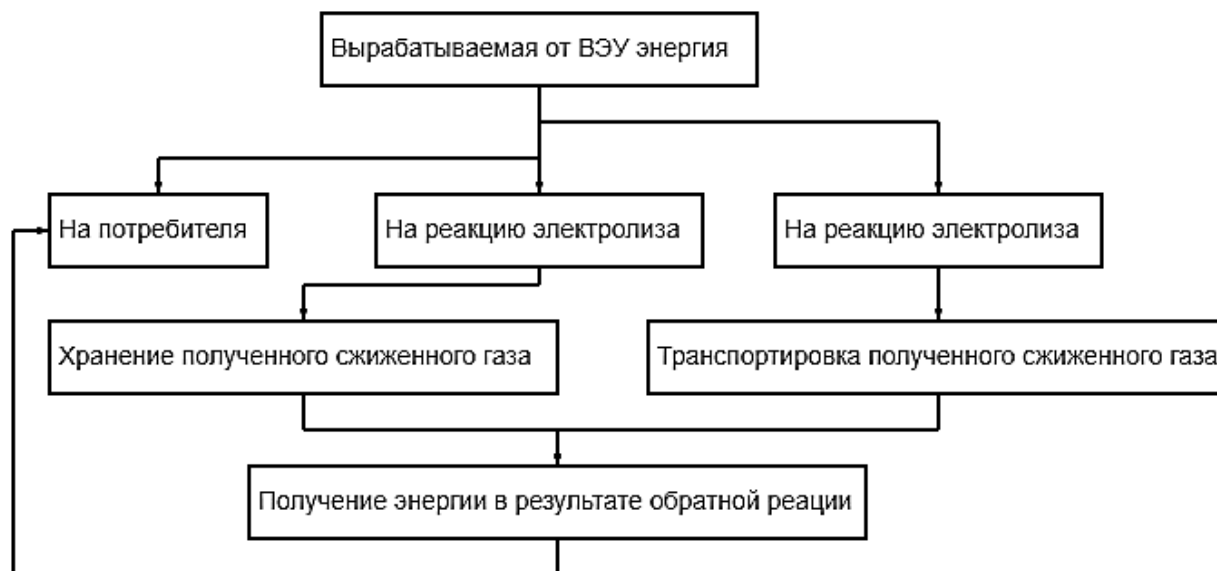 Вырабатываемая от ВЭУ энергия
На потребителя
На реакцию электролиза
На реакцию электролиза
Хранение полученного сжиженного газа
Транспортировка полученного сжиженного газа
Получение энергии в результате обратной реации